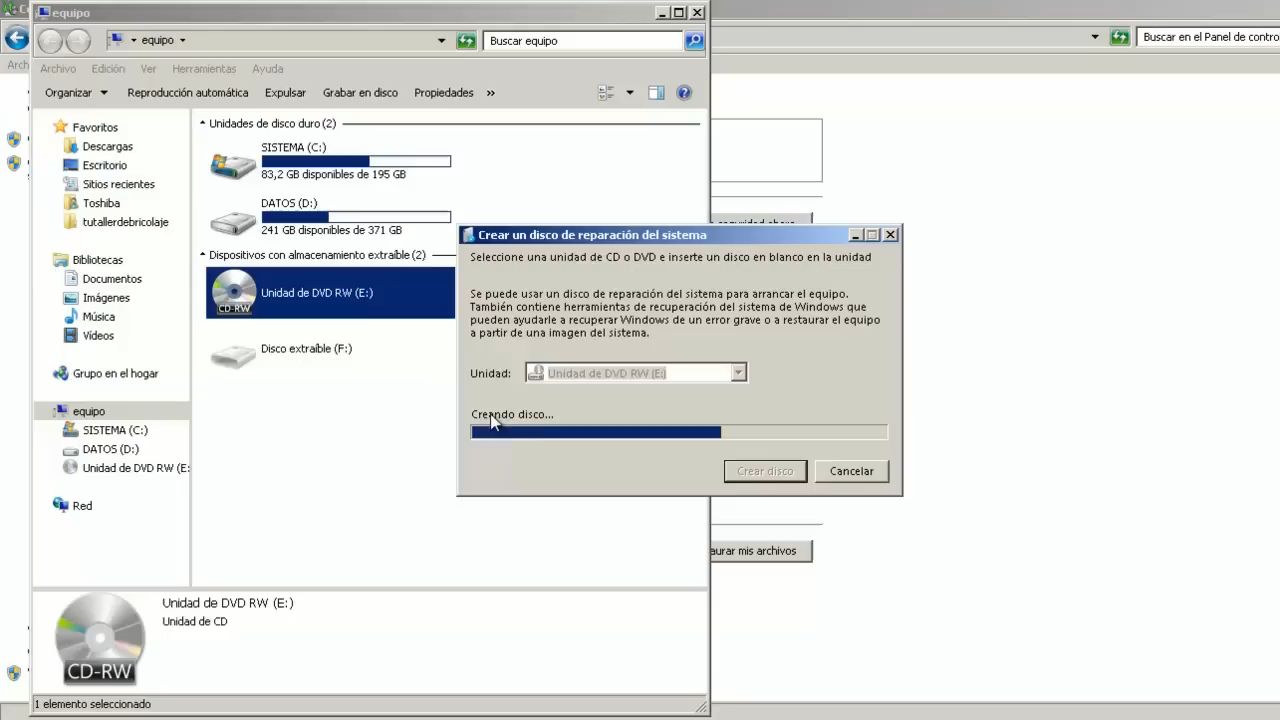 equipo
equipo
Buscar equipo
Buscar en el Panel de contro
Archivo Edición Ver Herramientas Ayuda
Organizar Reproducción automática Expulsar Grabar en disco Propiedades »
Favoritos
Descargas
Escritorio
Sitios recientes
Toshiba
tutallerdebricolaje
Bibliotecas
Documentos
Imágenes
Música
Vídeos
Grupo en el hogar
equipo
SISTEMA (C:)
DATOS (D:)
Unidad de DVD RW (E:
Red
Unidades de disco duro (2)
SISTEMA (C:)
83,2 GB disponibles de 195 GB
DATOS (D:)
241 GB disponibles de 371 GB
Dispositivos con almacenamiento extraíble (2)
CD-RW
Unidad de DVD RW (E:)
Disco extraíble (F:)
Crear un disco de reparación del sistema
Seleccione una unidad de CD o DVD e inserte un disco en blanco en la unidad
Se puede usar un disco de reparación del sistema para arrancar el equipo.
También contiene herramientas de recuperación del sistema de Windows que
pueden ayudarle a recuperar Windows de un error grave o a restaurar el equipo
a partir de una imagen del sistema.
Unidad: Unidad de DVD RW (E:)
Creando disco...
Crear disco Cancelar
aurar mis archivos
Unidad de DVD RW (E:)
Unidad de CD
CD-RW
1 elemento seleccionado